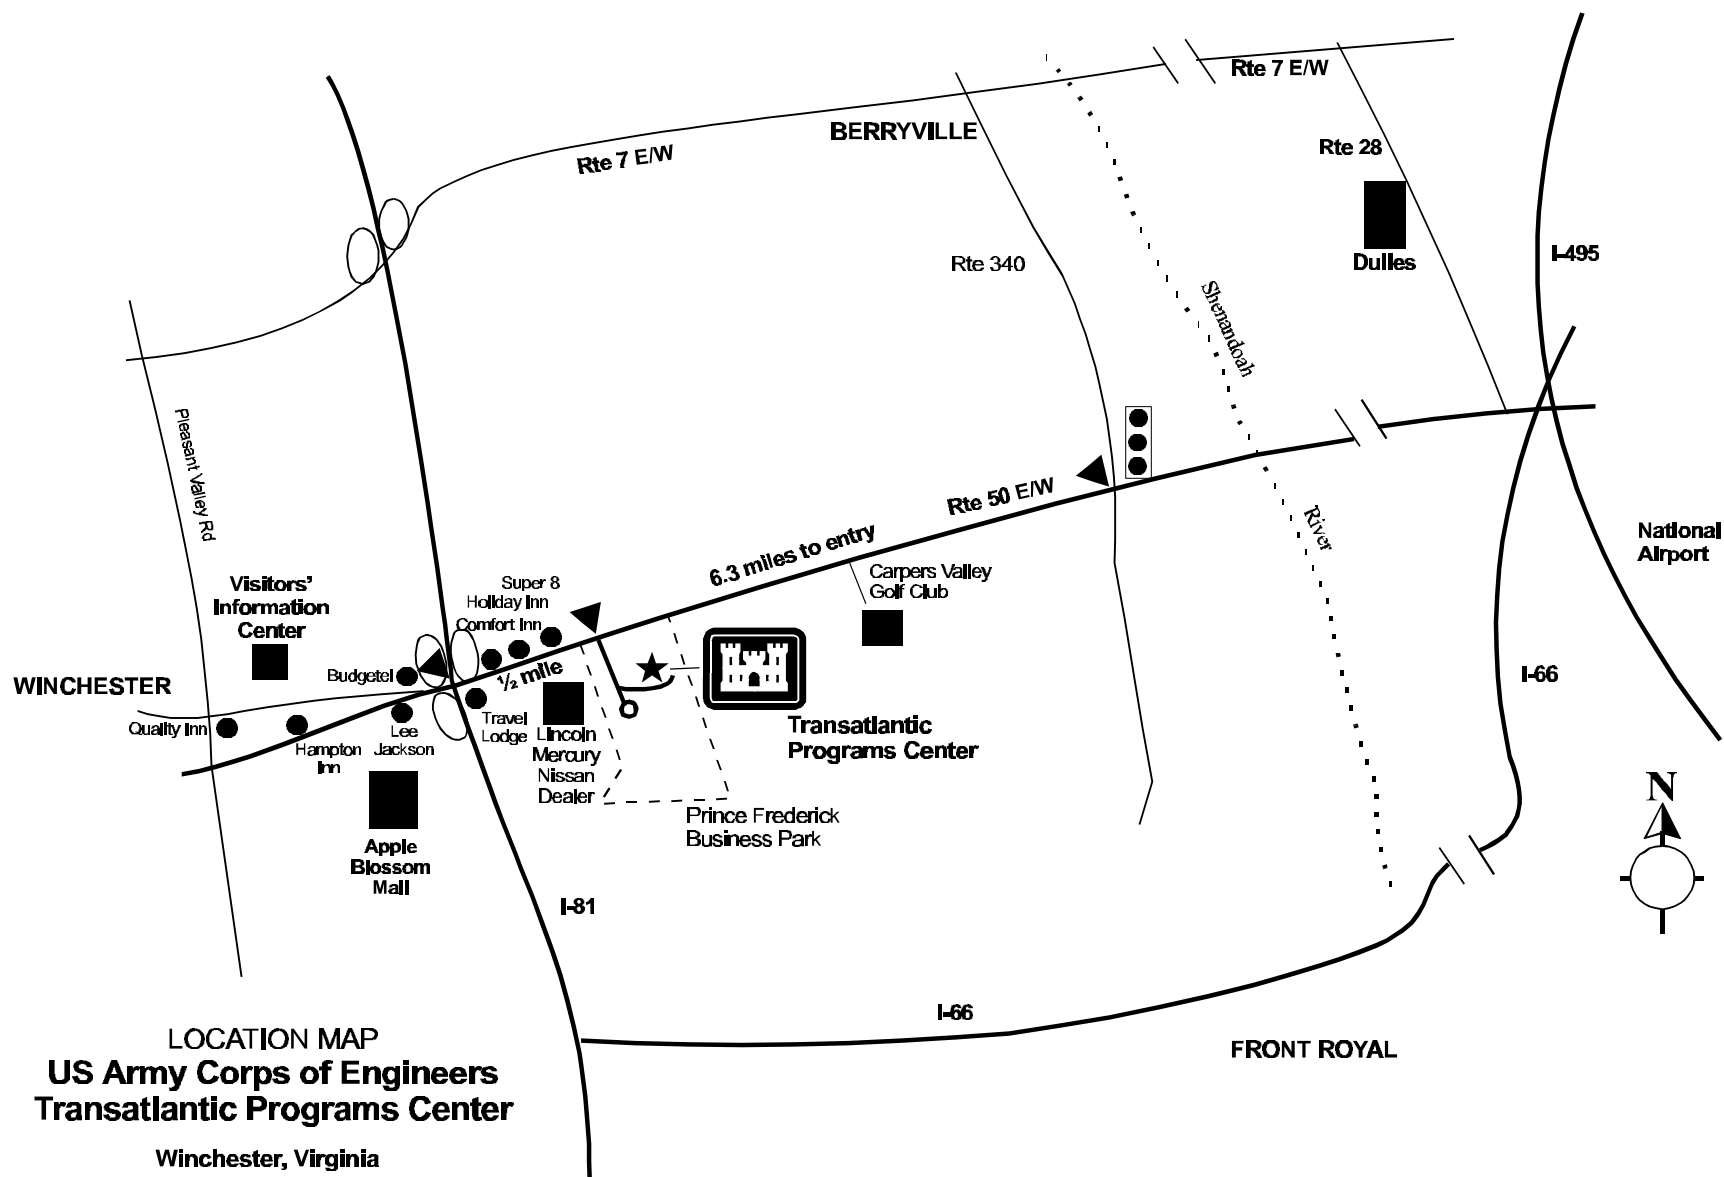 Rte 7 E/W
BERRYVILLE
Rte 7 E/W
Rte 28
Dulles
I-495
Rte 340
Shenandoah
River
Pleasant Valley Rd
Rte 50 E/W
6.3 miles to entry
National
Airport
Visitors'
Information
Center
Super 8
Holiday Inn
Comfort Inn
Carpers Valley
Golf Club
Budgetel
½ mile
WINCHESTER
I-66
Quality Inn
Hampton
Inn
Lee
Jackson
Travel
Lodge
Lincoln
Mercury
Nissan
Dealer
Transatlantic
Programs Center
Prince Frederick
Business Park
Apple
Blossom
Mall
N
I-81
I-66
FRONT ROYAL
LOCATION MAP
US Army Corps of Engineers
Transatlantic Programs Center
Winchester, Virginia